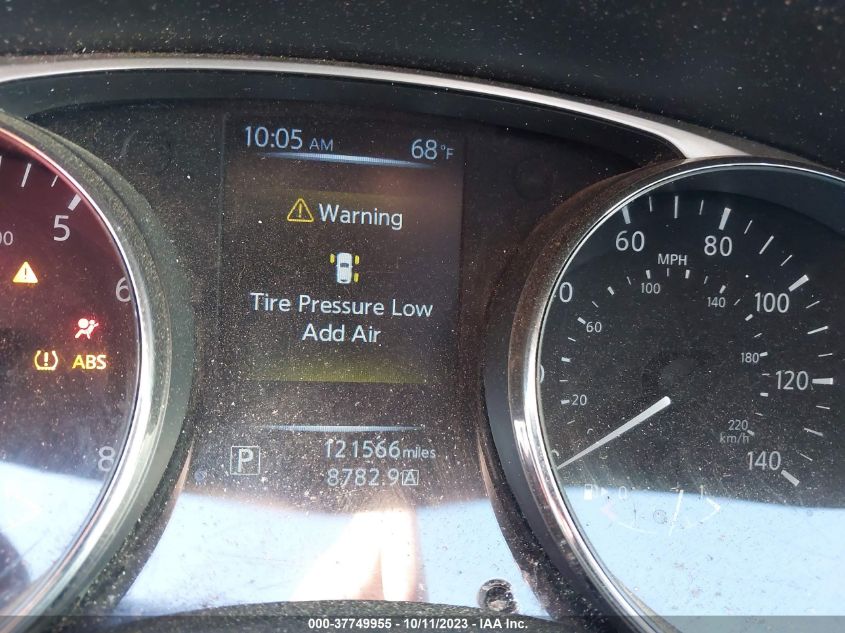 10:05 AM 68°F
Warning
Tire Pressure Low
Add Air
121566 miles
8782.9 A
P
5
6
8
ABS
60
80
100
120
140
MPH
20
60
100
140
180
220
km/h
000-37749955 - 10/11/2023 - IAA Inc.